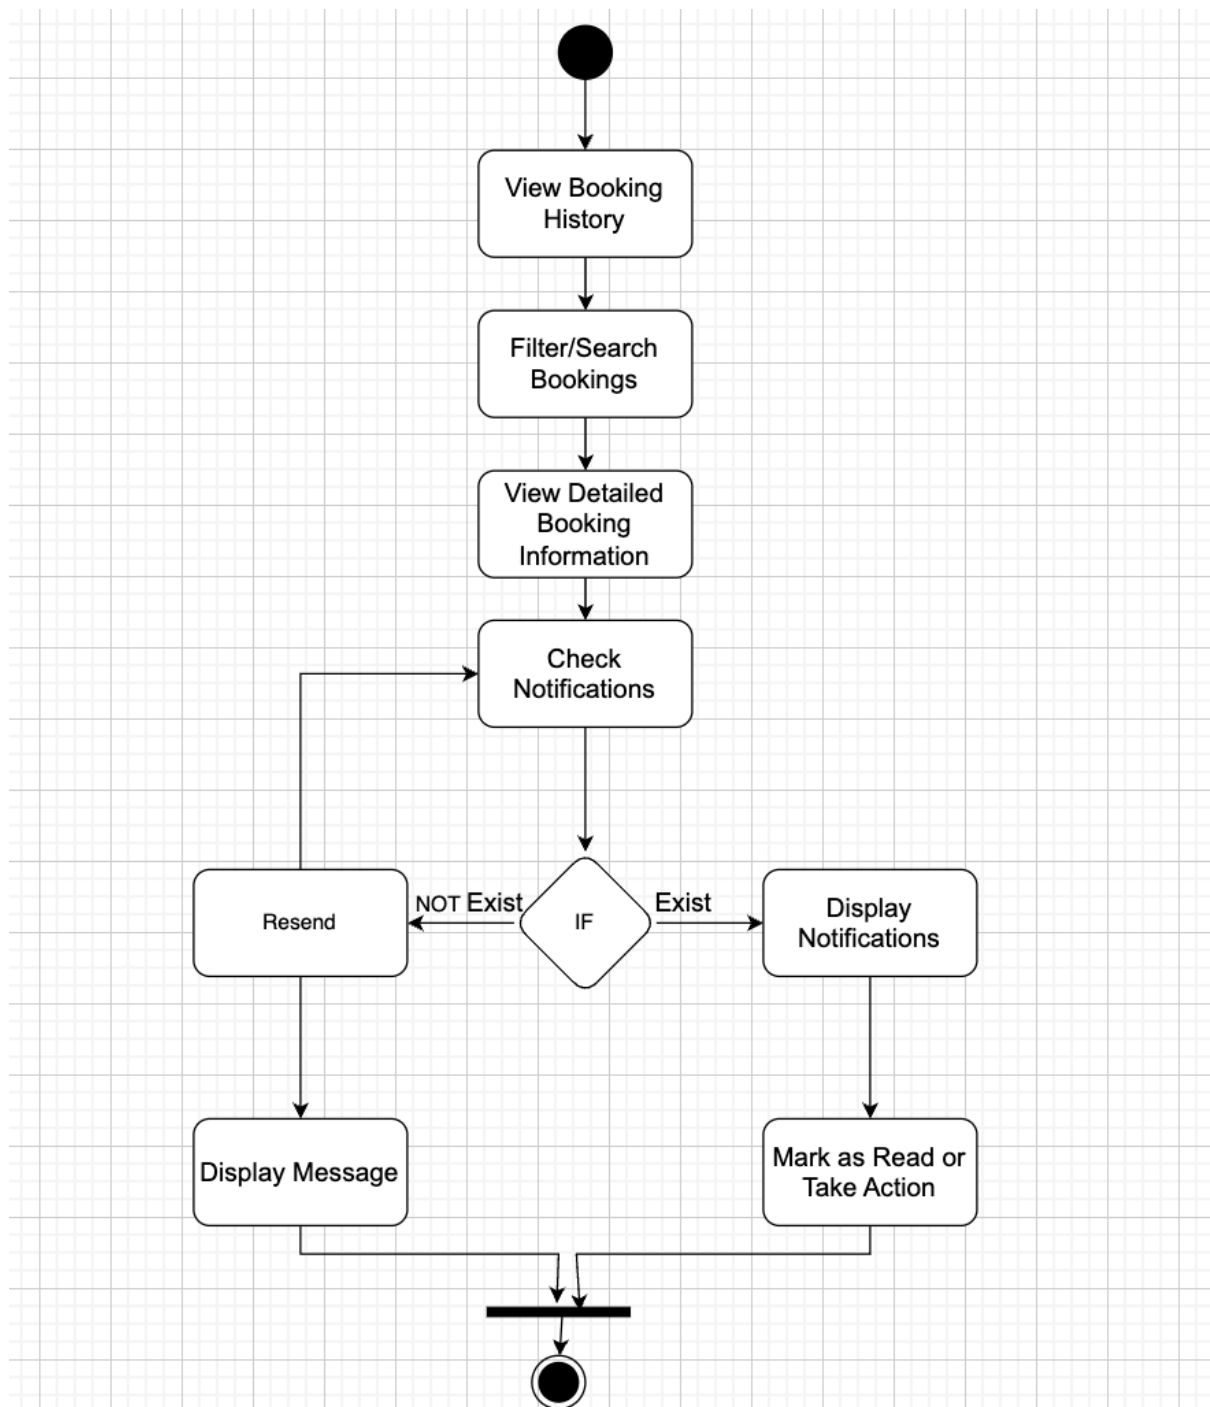 View Booking
History
Filter/Search
Bookings
View Detailed
Booking
Information
Check
Notifications
Resend
NOT Exist
IF
Exist
Display
Notifications
Display Message
Mark as Read or
Take Action